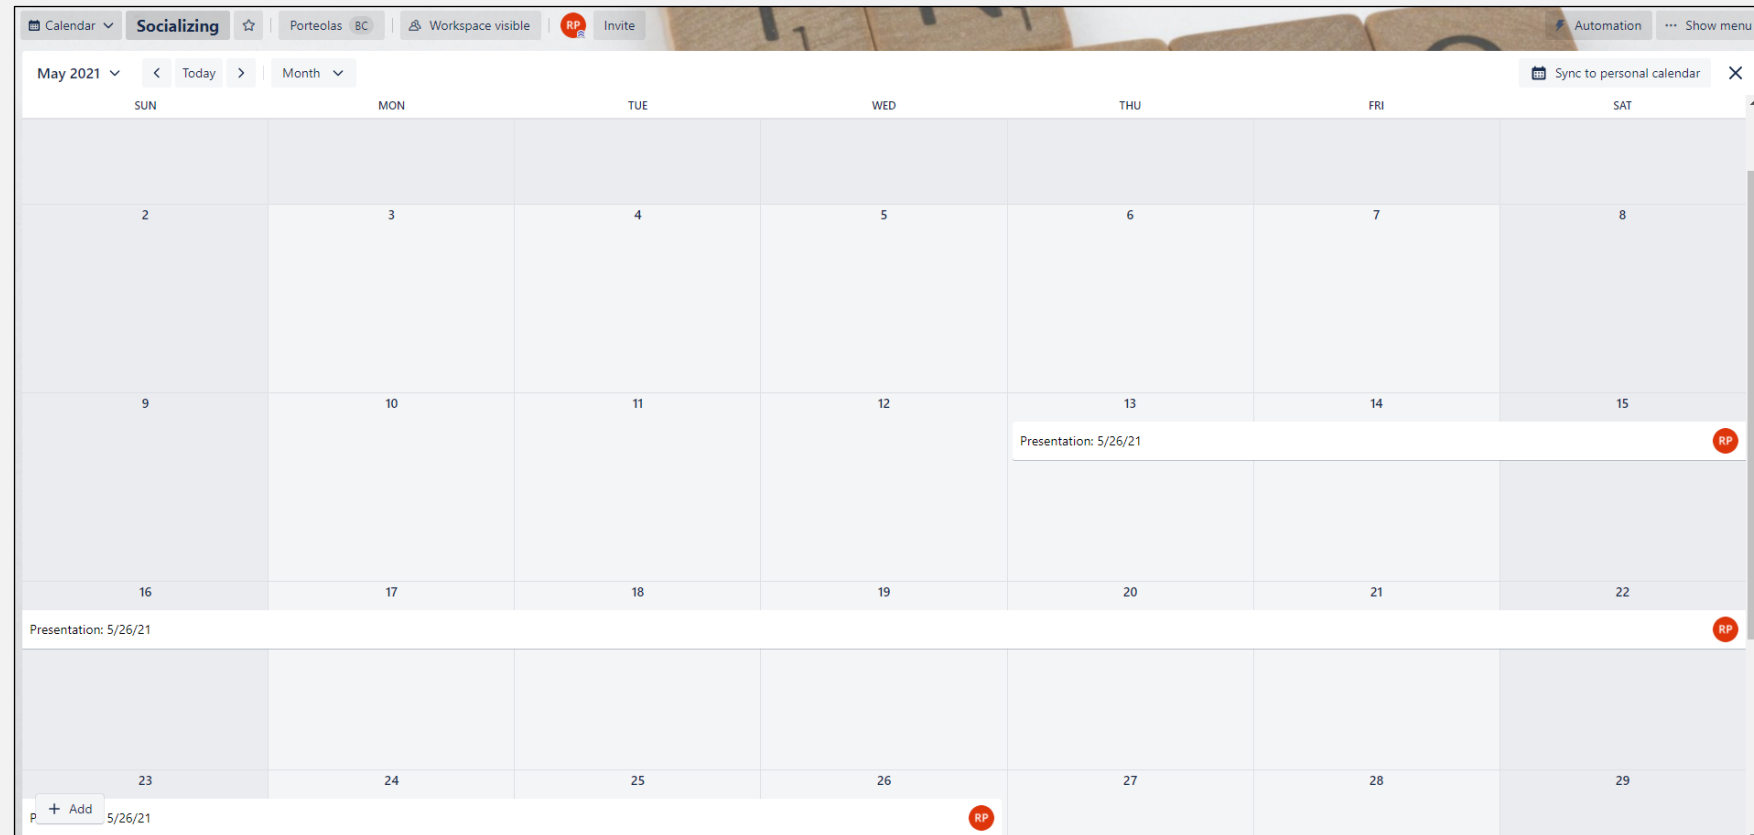 Calendar Socializing Porteolas BC Workspace visible RP Invite Automation ··· Show menu
May 2021 Today Month Sync to personal calendar
SUN MON TUE WED THU FRI SAT
2 3 4 5 6 7 8
9 10 11 12 13 14 15
Presentation: 5/26/21 RP
16 17 18 19 20 21 22
Presentation: 5/26/21 RP
23 24 25 26 27 28 29
+ Add
5/26/21 RP